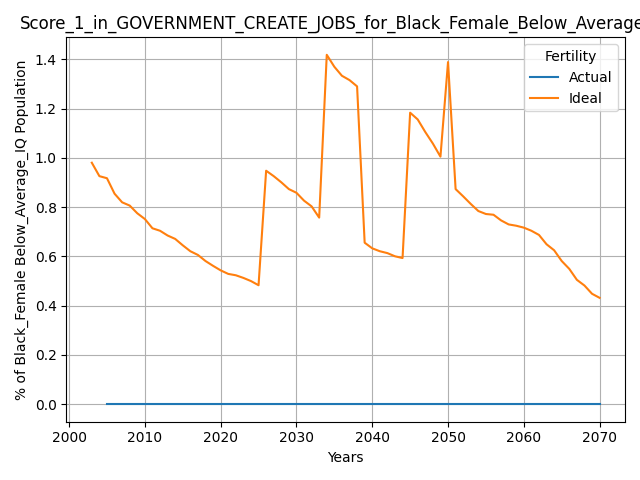 Score_1_in_GOVERNMENT_CREATE_JOBS_for_Black_Female_Below_Average
Fertility
Actual
Ideal
% of Black_Female Below_Average_IQ Population
1.4
1.2
1.0
0.8
0.6
0.4
0.2
0.0
2000 2010 2020 2030 2040 2050 2060 2070
Years